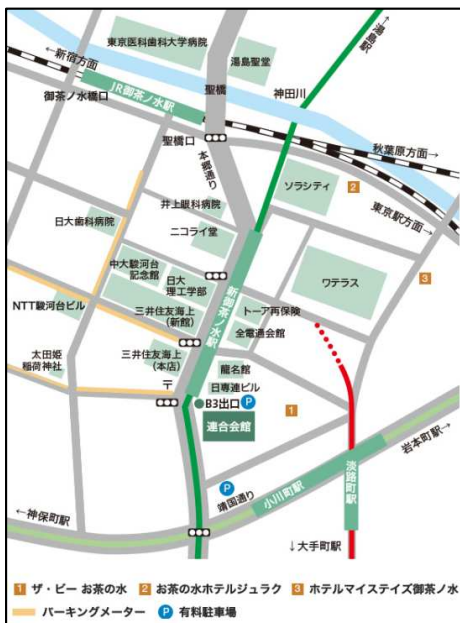 東京医科歯科大学病院
湯島聖堂
↑湯島駅
←新宿方面
JR御茶ノ水駅
聖橋
神田川
御茶ノ水橋口
聖橋口
本郷通り
秋葉原方面→
ソラシティ
2
東京駅方面→
井上眼科病院
日大歯科病院
ニコライ堂
3
中大駿河台
記念館
日大
理工学部
ワテラス
新御茶ノ水駅
NTT駿河台ビル
三井住友海上
(新館)
トーア再保険
全電通会館
太田姫
稲荷神社
三井住友海上
(本店)
龍名館
〒
日専連ビル
B3出口
P
1
連合会館
岩本町駅→
P
淡路町駅
小川町駅
靖国通り
←神保町駅
↓大手町駅
1 ザ・ビー お茶の水 2 お茶の水ホテルジュラク 3 ホテルマイステイズ御茶ノ水
パーキングメーター P 有料駐車場